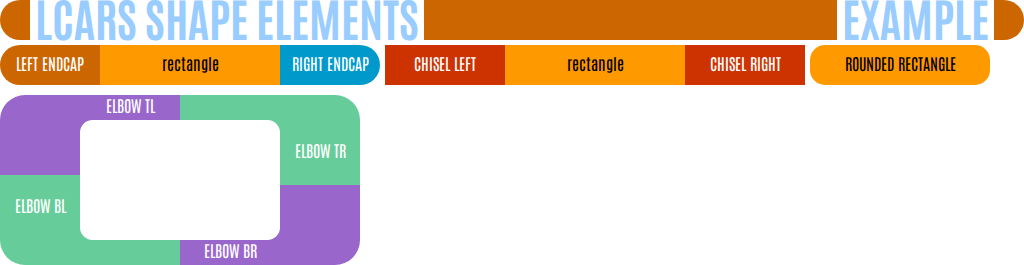 LCARS SHAPE ELEMENTS EXAMPLE
LEFT ENDCAP rectangle RIGHT ENDCAP CHISEL LEFT rectangle CHISEL RIGHT ROUNDED RECTANGLE
ELBOW TL
ELBOW TR
ELBOW BL
ELBOW BR